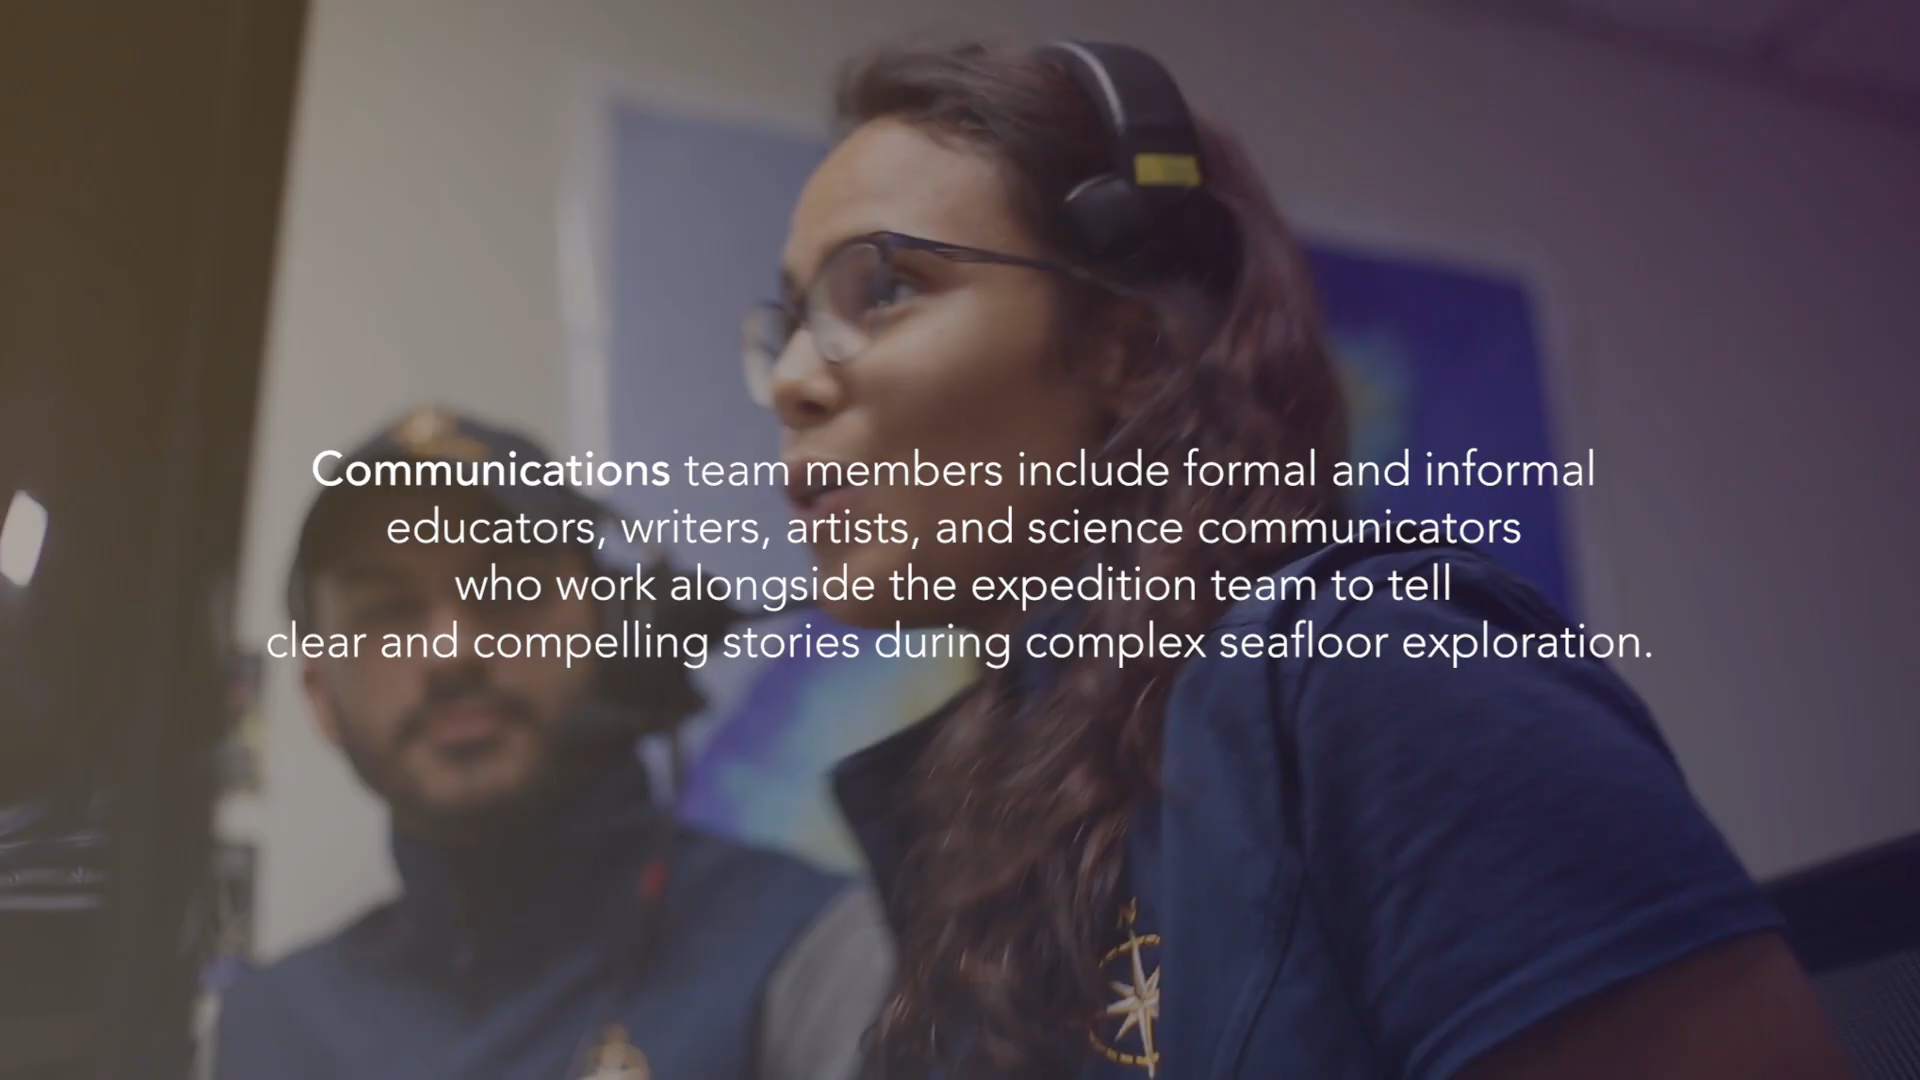 Communications team members include formal and informal
educators, writers, artists, and science communicators
who work alongside the expedition team to tell
clear and compelling stories during complex seafloor exploration.